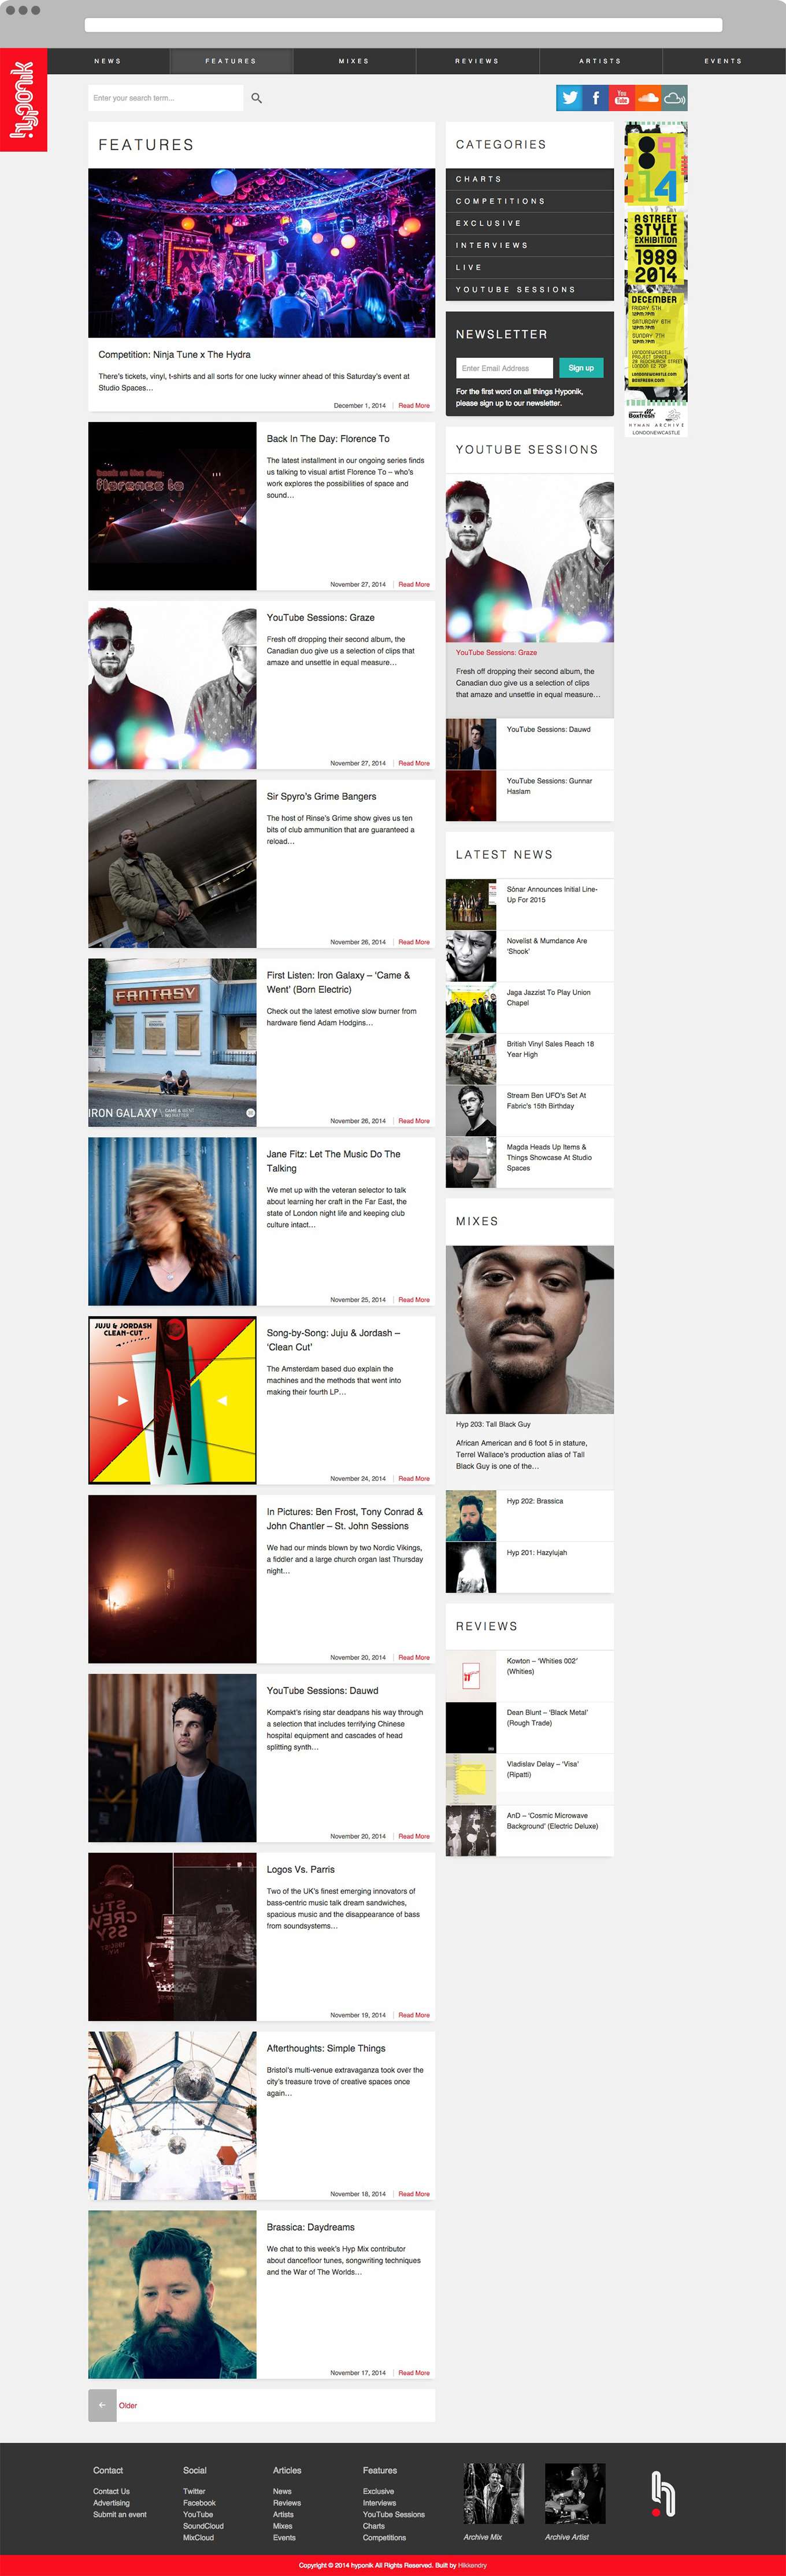 hyponik
NEWS
FEATURES
MIXES
REVIEWS
ARTISTS
EVENTS
Enter your search term...
You
Tube
FEATURES
Competition: Ninja Tune x The Hydra
There's tickets, vinyl, t-shirts and all sorts for one lucky winner ahead of this Saturday's event at
Studio Spaces...
December 1, 2014 | Read More
back in the day:
florence to
Back In The Day: Florence To
The latest installment in our ongoing series finds
us talking to visual artist Florence To – who's
work explores the possibilities of space and
sound...
November 27, 2014 | Read More
YouTube Sessions: Graze
Fresh off dropping their second album, the
Canadian duo give us a selection of clips
that amaze and unsettle in equal measure...
November 27, 2014 | Read More
Sir Spyro's Grime Bangers
The host of Rinse's Grime show gives us ten
bits of club ammunition that are guaranteed a
reload...
November 26, 2014 | Read More
FANTASY
IRON GALAXY
CAME & WENT
NO MATTER
First Listen: Iron Galaxy – 'Came &
Went' (Born Electric)
Check out the latest emotive slow burner from
hardware fiend Adam Hodgins...
November 26, 2014 | Read More
Jane Fitz: Let The Music Do The
Talking
We met up with the veteran selector to talk
about learning her craft in the Far East, the
state of London night life and keeping club
culture intact...
November 25, 2014 | Read More
JUJU & JORDASH
CLEAN-CUT
Song-by-Song: Juju & Jordash –
'Clean Cut'
The Amsterdam based duo explain the
machines and the methods that went into
making their fourth LP...
November 24, 2014 | Read More
In Pictures: Ben Frost, Tony Conrad &
John Chantler – St. John Sessions
We had our minds blown by two Nordic Vikings,
a fiddler and a large church organ last Thursday
night...
November 20, 2014 | Read More
YouTube Sessions: Dauwd
Kompakt's rising star deadpans his way through
a selection that includes terrifying Chinese
hospital equipment and cascades of head
splitting synth...
November 20, 2014 | Read More
Logos Vs. Parris
Two of the UK's finest emerging innovators of
bass-centric music talk dream sandwiches,
spacious music and the disappearance of bass
from soundsystems...
November 19, 2014 | Read More
Afterthoughts: Simple Things
Bristol's multi-venue extravaganza took over the
city's treasure trove of creative spaces once
again...
November 18, 2014 | Read More
Brassica: Daydreams
We chat to this week's Hyp Mix contributor
about dancefloor tunes, songwriting techniques
and the War of The Worlds...
November 17, 2014 | Read More
← Older
CATEGORIES
CHARTS
COMPETITIONS
EXCLUSIVE
INTERVIEWS
LIVE
YOUTUBE SESSIONS
NEWSLETTER
Enter Email Address
Sign up
For the first word on all things Hyponik,
please sign up to our newsletter.
YOUTUBE SESSIONS
YouTube Sessions: Graze
Fresh off dropping their second album, the
Canadian duo give us a selection of clips
that amaze and unsettle in equal measure...
YouTube Sessions: Dauwd
YouTube Sessions: Gunnar
Haslam
LATEST NEWS
Sónar Announces Initial Line-
Up For 2015
Novelist & Mumdance Are
'Shook'
Jaga Jazzist To Play Union
Chapel
British Vinyl Sales Reach 18
Year High
Stream Ben UFO's Set At
Fabric's 15th Birthday
Magda Heads Up Items &
Things Showcase At Studio
Spaces
MIXES
Hyp 203: Tall Black Guy
African American and 6 foot 5 in stature,
Terrel Wallace's production alias of Tall
Black Guy is one of the...
Hyp 202: Brassica
Hyp 201: Hazylujah
REVIEWS
Kowton – 'Whities 002'
(Whities)
Dean Blunt – 'Black Metal'
(Rough Trade)
Vladislav Delay – 'Visa'
(Ripatti)
AnD – 'Cosmic Microwave
Background' (Electric Deluxe)
89
14
A STREET
STYLE
EXHIBITION
1989
2014
DECEMBER
FRIDAY 5TH
12PM-7PM
SATURDAY 6TH
12PM-7PM
SUNDAY 7TH
12PM-7PM
LONDONEWCASTLE
PROJECT SPACE
28 REDCHURCH STREET
LONDON E2 7DP
LONDONEWCASTLE.COM
BOXFRESH.COM
Boxfresh
HYMAN ARCHIVE
LONDONEWCASTLE
Contact
Contact Us
Advertising
Submit an event
Social
Twitter
Facebook
YouTube
SoundCloud
MixCloud
Articles
News
Reviews
Artists
Mixes
Events
Features
Exclusive
Interviews
YouTube Sessions
Charts
Competitions
Archive Mix
Archive Artist
Copyright © 2014 hyponik All Rights Reserved. Built by Hikkendry